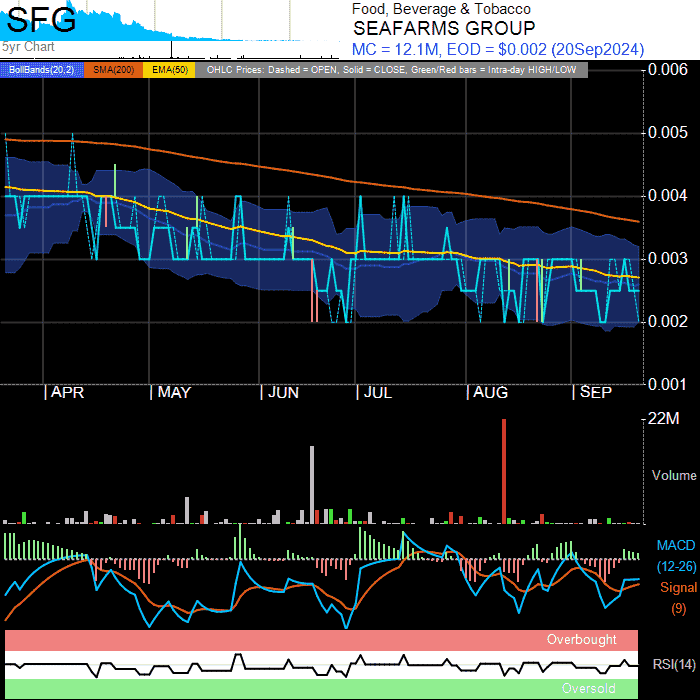 SFG
5yr Chart
Food, Beverage & Tobacco
SEAFARMS GROUP
MC = 12.1M, EOD = $0.002 (20Sep2024)
BollBands(20,2) SMA(200) EMA(50) OHLC Prices: Dashed = OPEN, Solid = CLOSE, Green/Red bars = Intra-day HIGH/LOW
0.006
0.005
0.004
0.003
0.002
0.001
| APR | MAY | JUN | JUL | AUG | SEP
22M
Volume
MACD
(12-26)
Signal
(9)
Overbought
RSI(14)
Oversold